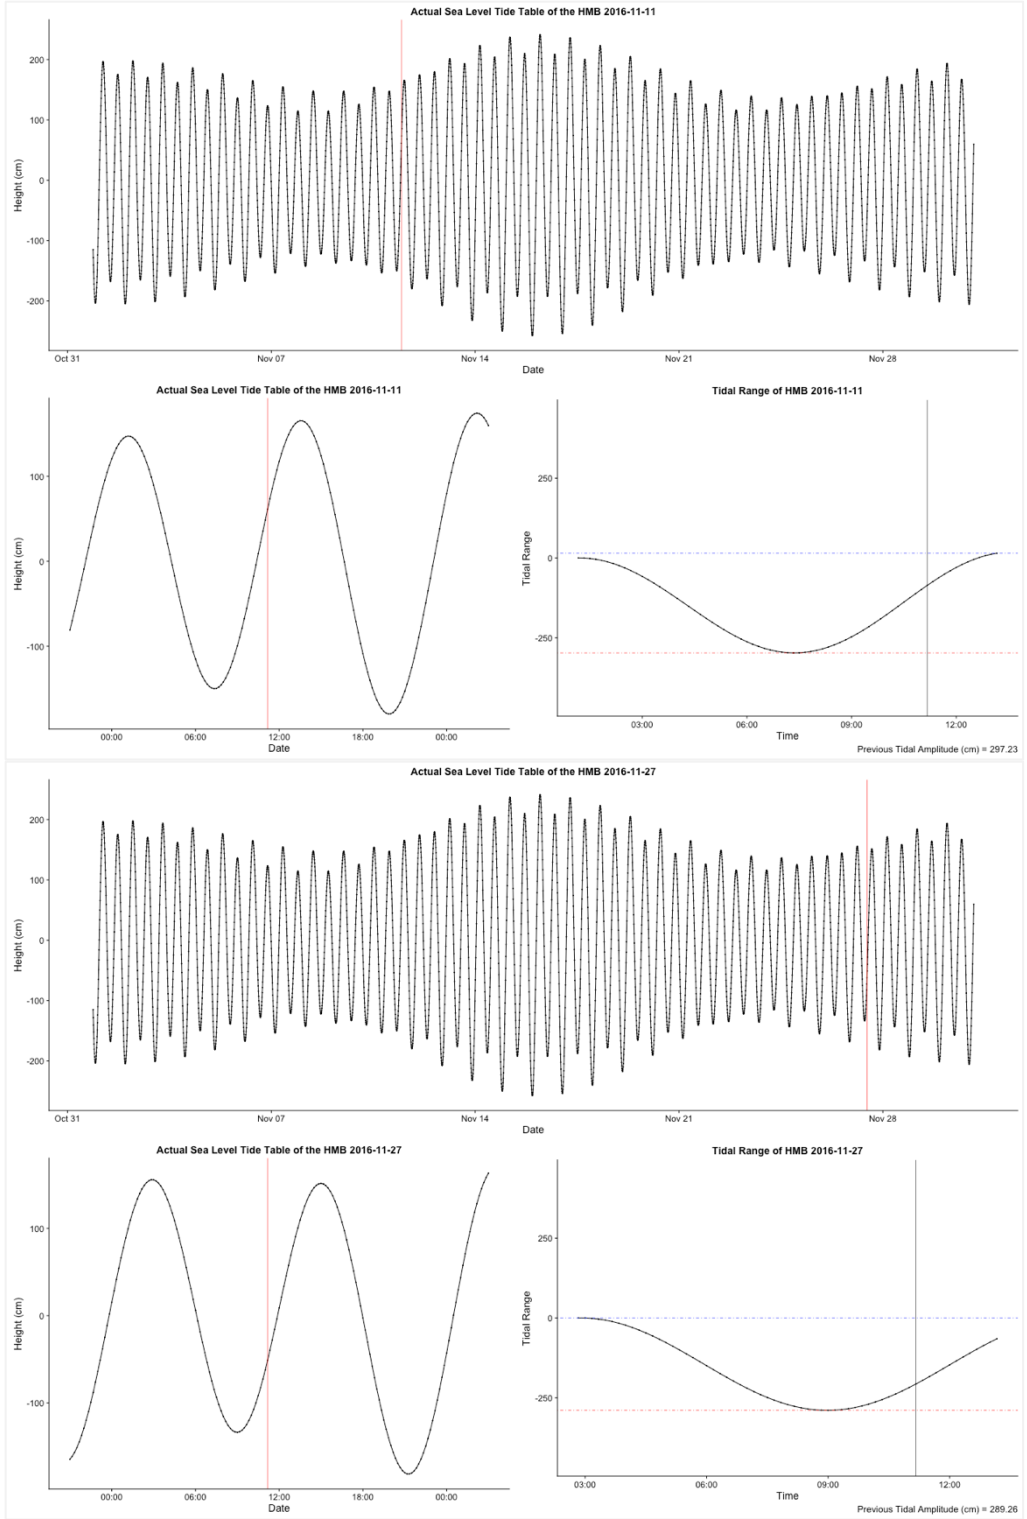 Actual Sea Level Tide Table of the HMB 2016-11-11
Height (cm)
200
100
0
-100
-200
Oct 31 Nov 07 Nov 14 Nov 21 Nov 28
Date
Actual Sea Level Tide Table of the HMB 2016-11-11
Height (cm)
100
0
-100
00:00 06:00 12:00 18:00 00:00
Date
Tidal Range of HMB 2016-11-11
Tidal Range
250
0
-250
03:00 06:00 09:00 12:00
Time
Previous Tidal Amplitude (cm) = 297.23
Actual Sea Level Tide Table of the HMB 2016-11-27
Height (cm)
200
100
0
-100
-200
Oct 31 Nov 07 Nov 14 Nov 21 Nov 28
Date
Actual Sea Level Tide Table of the HMB 2016-11-27
Height (cm)
100
0
-100
00:00 06:00 12:00 18:00 00:00
Date
Tidal Range of HMB 2016-11-27
Tidal Range
250
0
-250
03:00 06:00 09:00 12:00
Time
Previous Tidal Amplitude (cm) = 289.26